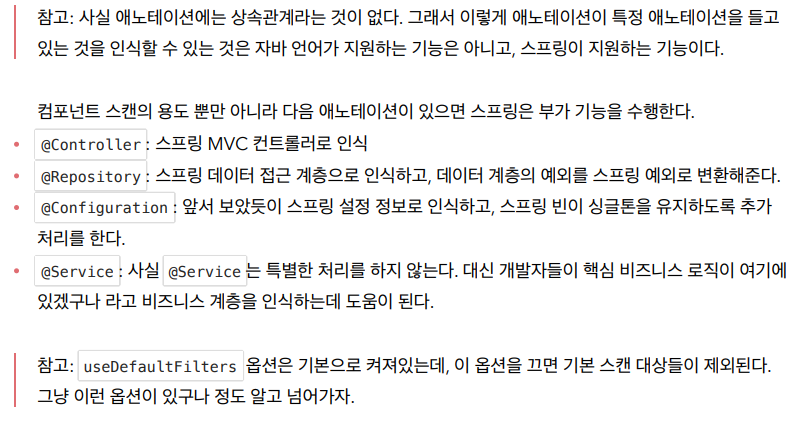 참고: 사실 애노테이션에는 상속관계라는 것이 없다. 그래서 이렇게 애노테이션이 특정 애노테이션을 들고
있는 것을 인식할 수 있는 것은 자바 언어가 지원하는 기능은 아니고, 스프링이 지원하는 기능이다.
컴포넌트 스캔의 용도 뿐만 아니라 다음 애노테이션이 있으면 스프링은 부가 기능을 수행한다.
• @Controller : 스프링 MVC 컨트롤러로 인식
• @Repository : 스프링 데이터 접근 계층으로 인식하고, 데이터 계층의 예외를 스프링 예외로 변환해준다.
• @Configuration : 앞서 보았듯이 스프링 설정 정보로 인식하고, 스프링 빈이 싱글톤을 유지하도록 추가
처리를 한다.
• @Service : 사실 @Service 는 특별한 처리를 하지 않는다. 대신 개발자들이 핵심 비즈니스 로직이 여기에
있겠구나 라고 비즈니스 계층을 인식하는데 도움이 된다.
참고: useDefaultFilters 옵션은 기본으로 켜져있는데, 이 옵션을 끄면 기본 스캔 대상들이 제외된다.
그냥 이런 옵션이 있구나 정도 알고 넘어가자.